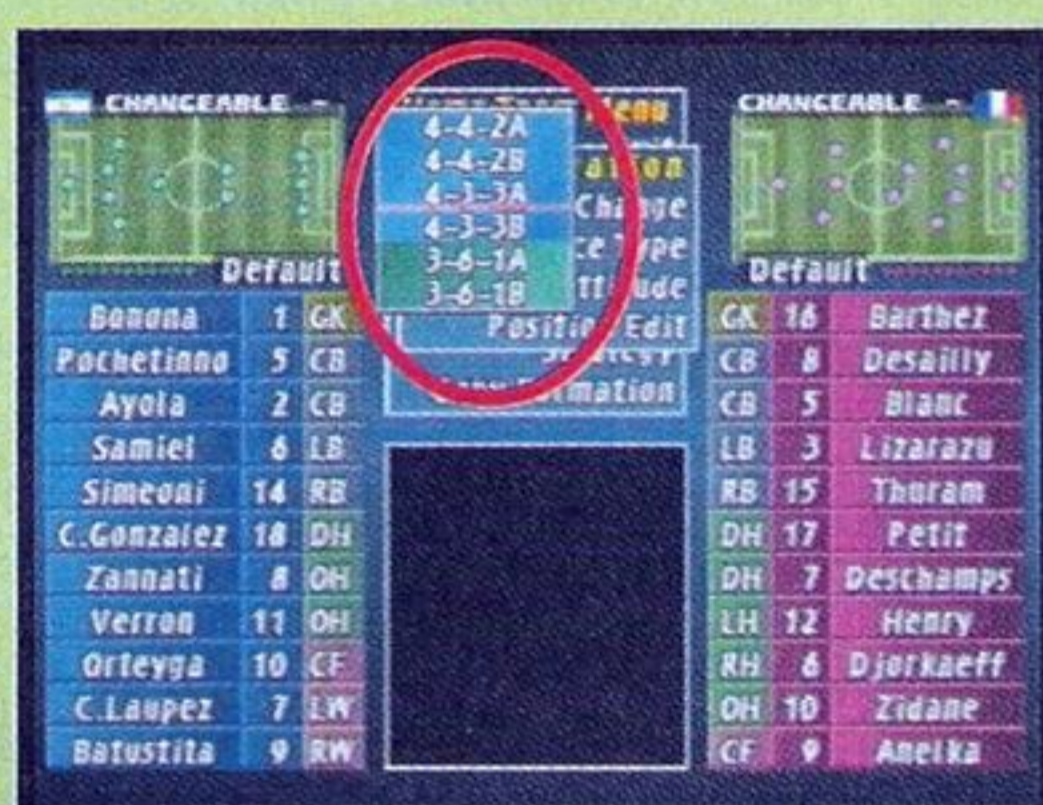 CHANGEABLE -
Default
Bonona 1 GK
Pochetinno 5 CB
Ayola 2 CB
Samiel 6 LB
Simeoni 14 RB
C.Gonzalez 18 DH
Zannati 8 OH
Verron 11 OH
Orteyga 10 CF
C.Laupez 7 LW
Batustita 9 RW
Menu
4-4-2A
4-4-2B
4-3-3A
4-3-3B
3-6-1A
3-6-1B
Change
Type
Position Edit
CHANGEABLE -
Default
GK 16 Barthez
CB 8 Desailly
CB 5 Blanc
LB 3 Lizarazu
RB 15 Thuram
DH 17 Petit
DH 7 Deschamps
LH 12 Henry
RH 6 Djorkaeff
OH 10 Zidane
CF 9 Anelka